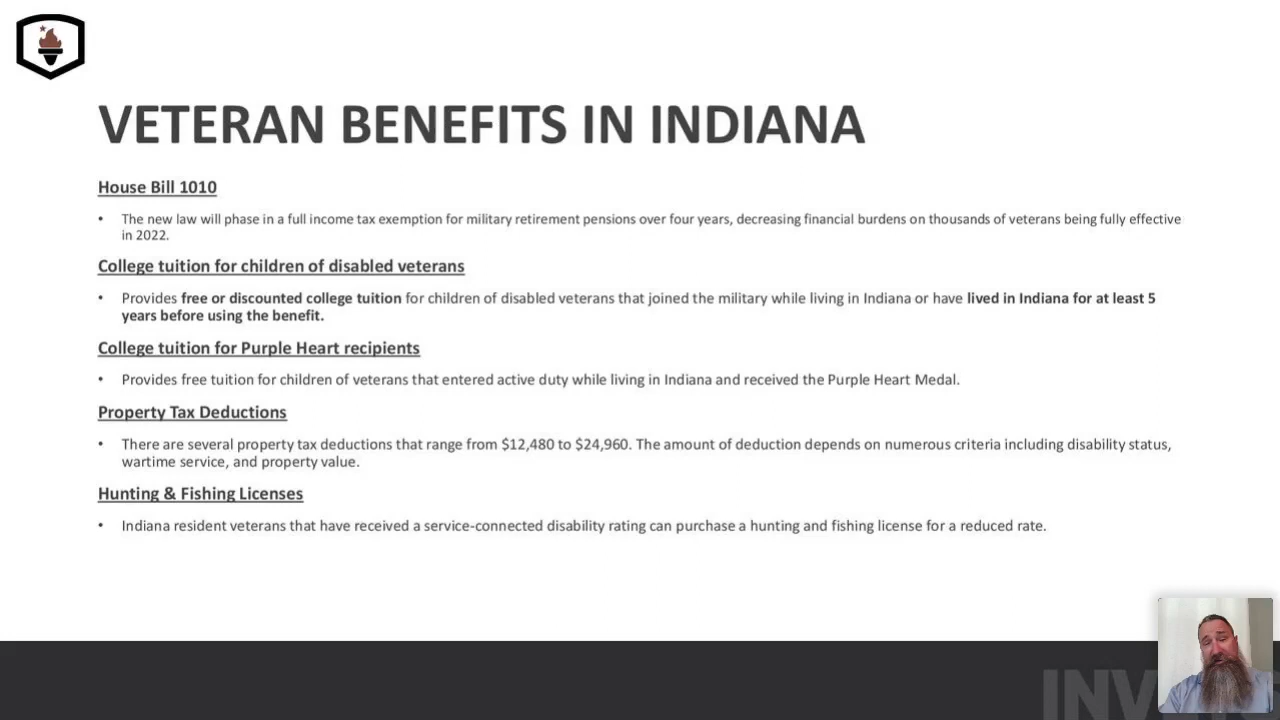 VETERAN BENEFITS IN INDIANA
House Bill 1010
• The new law will phase in a full income tax exemption for military retirement pensions over four years, decreasing financial burdens on thousands of veterans being fully effective
in 2022.
College tuition for children of disabled veterans
• Provides free or discounted college tuition for children of disabled veterans that joined the military while living in Indiana or have lived in Indiana for at least 5
years before using the benefit.
College tuition for Purple Heart recipients
• Provides free tuition for children of veterans that entered active duty while living in Indiana and received the Purple Heart Medal.
Property Tax Deductions
• There are several property tax deductions that range from $12,480 to $24,960. The amount of deduction depends on numerous criteria including disability status,
wartime service, and property value.
Hunting & Fishing Licenses
• Indiana resident veterans that have received a service-connected disability rating can purchase a hunting and fishing license for a reduced rate.